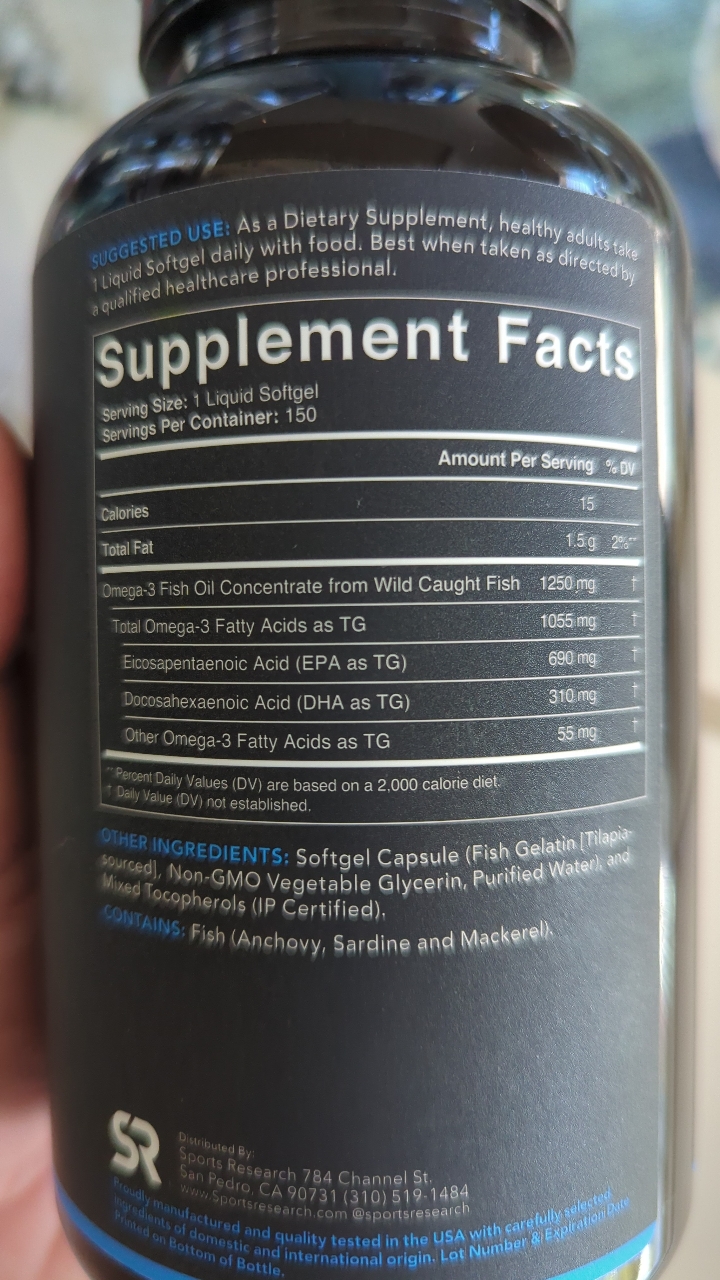 SUGGESTED USE: As a Dietary Supplement, healthy adults take
1 Liquid Softgel daily with food. Best when taken as directed by
a qualified healthcare professional.
Supplement Facts
Serving Size: 1 Liquid Softgel
Servings Per Container: 150
Amount Per Serving % DV
Calories 15
Total Fat 1.5 g 2%**
Omega-3 Fish Oil Concentrate from Wild Caught Fish 1250 mg †
Total Omega-3 Fatty Acids as TG 1055 mg †
Eicosapentaenoic Acid (EPA as TG) 690 mg †
Docosahexaenoic Acid (DHA as TG) 310 mg †
Other Omega-3 Fatty Acids as TG 55 mg †
**Percent Daily Values (DV) are based on a 2,000 calorie diet.
† Daily Value (DV) not established.
OTHER INGREDIENTS: Softgel Capsule (Fish Gelatin [Tilapia-
sourced], Non-GMO Vegetable Glycerin, Purified Water), and
Mixed Tocopherols (IP Certified).
CONTAINS: Fish (Anchovy, Sardine and Mackerel).
SR
Distributed By:
Sports Research 784 Channel St.
San Pedro, CA 90731 (310) 519-1484
www.Sportsresearch.com @sportsresearch
Proudly manufactured and quality tested in the USA with carefully selected
ingredients of domestic and international origin. Lot Number & Expiration Date
Printed on Bottom of Bottle.